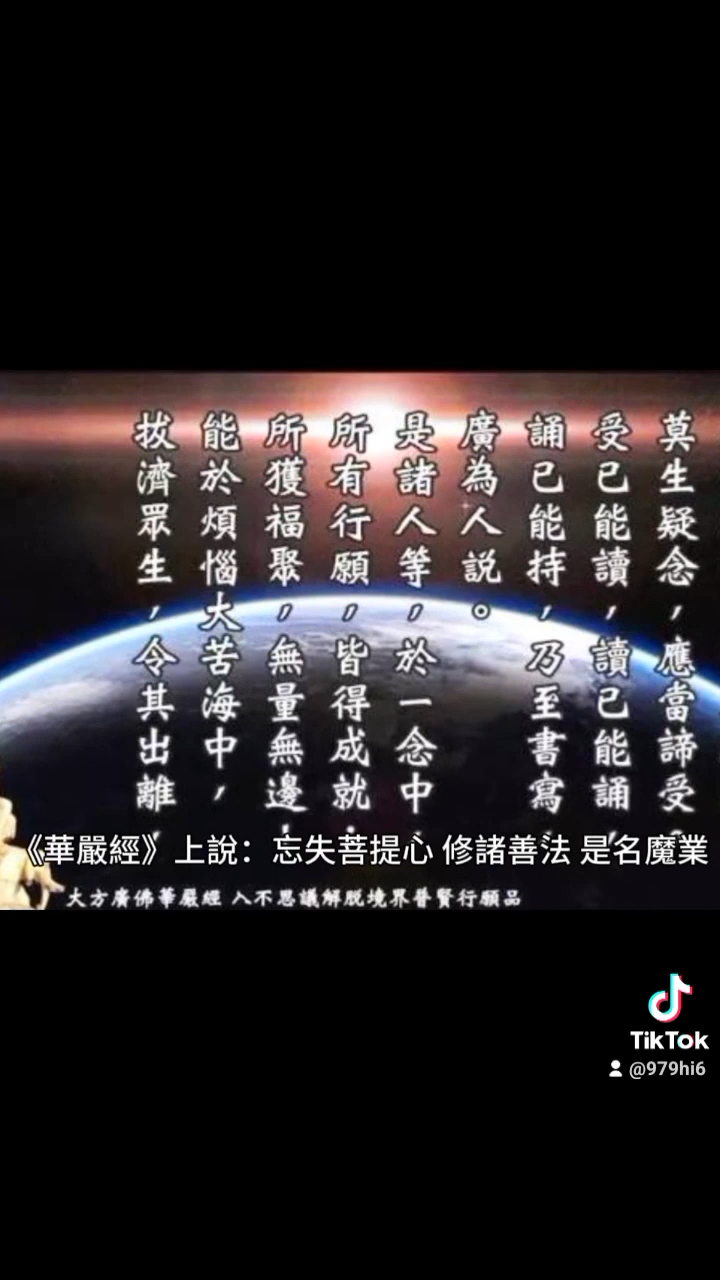 莫生疑念，應當諦受。
受已能讀，讀已能誦，
誦已能持，乃至書寫，
廣為人說。
是諸人等，於一念中，
所有行願，皆得成就，
所獲福聚，無量無邊，
能於煩惱大苦海中，
拔濟眾生，令其出離，
《華嚴經》上說：忘失菩提心 修諸善法 是名魔業
大方廣佛華嚴經 入不思議解脫境界普賢行願品
TikTok
@979hi6